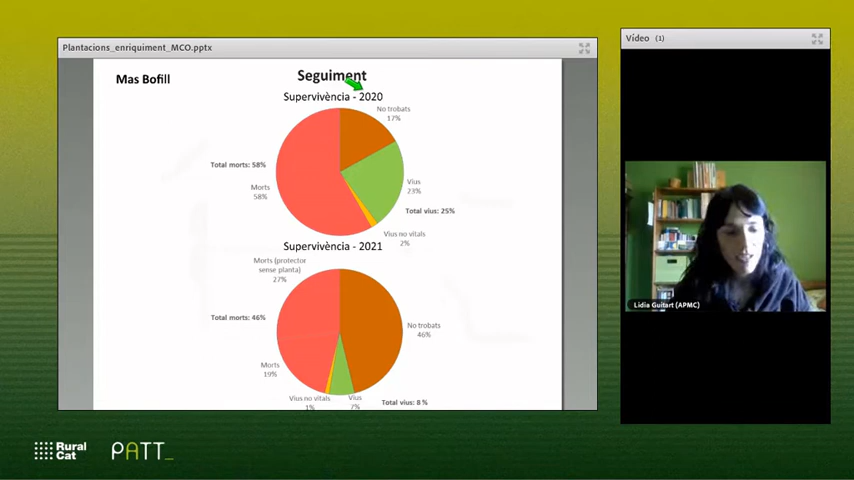 Plantacions_enriquiment_MCO.pptx
Vídeo (1)
Mas Bofill
Seguiment
Supervivència - 2020
No trobats
17%
Total morts: 58%
Morts
58%
Vius
23%
Total vius: 25%
Vius no vitals
2%
Supervivència - 2021
Morts (protector
sense planta)
27%
Total morts: 46%
No trobats
46%
Morts
19%
Vius no vitals
1%
Vius
7%
Total vius: 8 %
Lidia Guitart (APMC)
Rural
Cat
PATT_